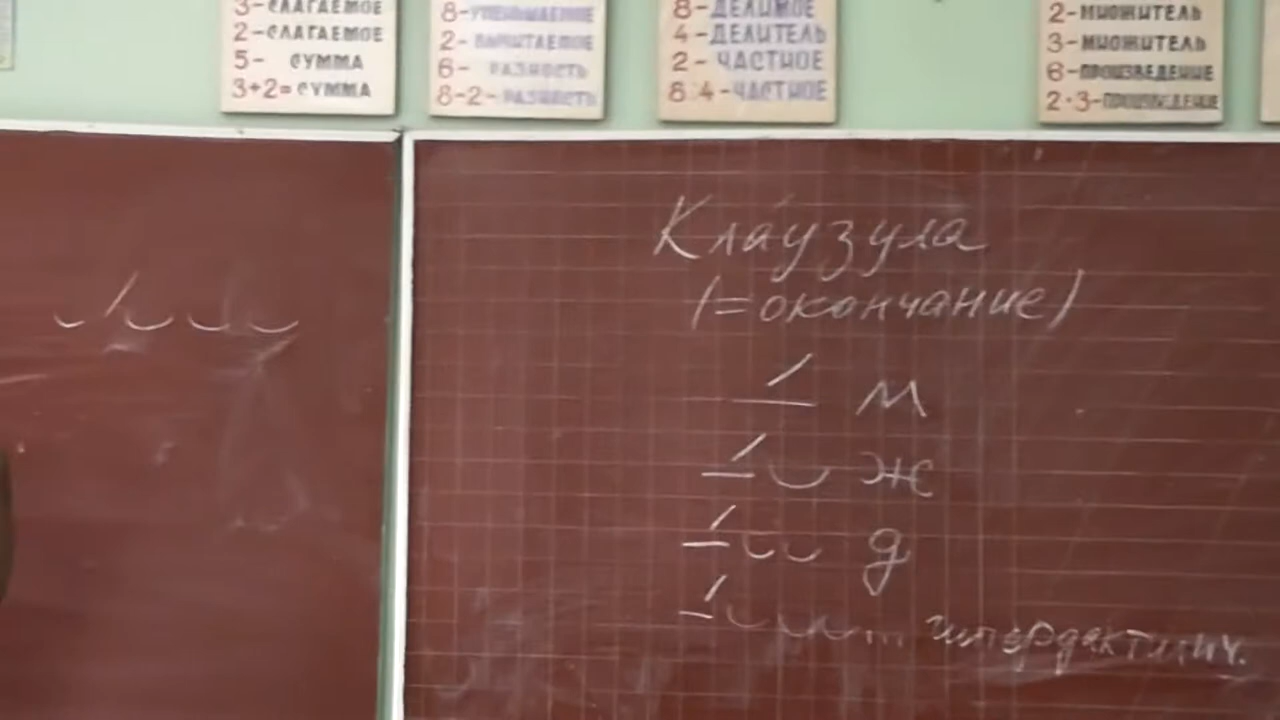 3-СЛАГАЕМОЕ
2-СЛАГАЕМОЕ
5- СУММА
3+2=СУММА
8-УМЕНЬШАЕМОЕ
2-ВЫЧИТАЕМОЕ
6- РАЗНОСТЬ
8-2-РАЗНОСТЬ
8-ДЕЛИМОЕ
4-ДЕЛИТЕЛЬ
2-ЧАСТНОЕ
8:4-ЧАСТНОЕ
2-МНОЖИТЕЛЬ
3-МНОЖИТЕЛЬ
6-ПРОИЗВЕДЕНИЕ
2·3-ПРОИЗВЕДЕНИЕ
Клаузула
(=окончание)
м
ж
д
... гипердактилич.